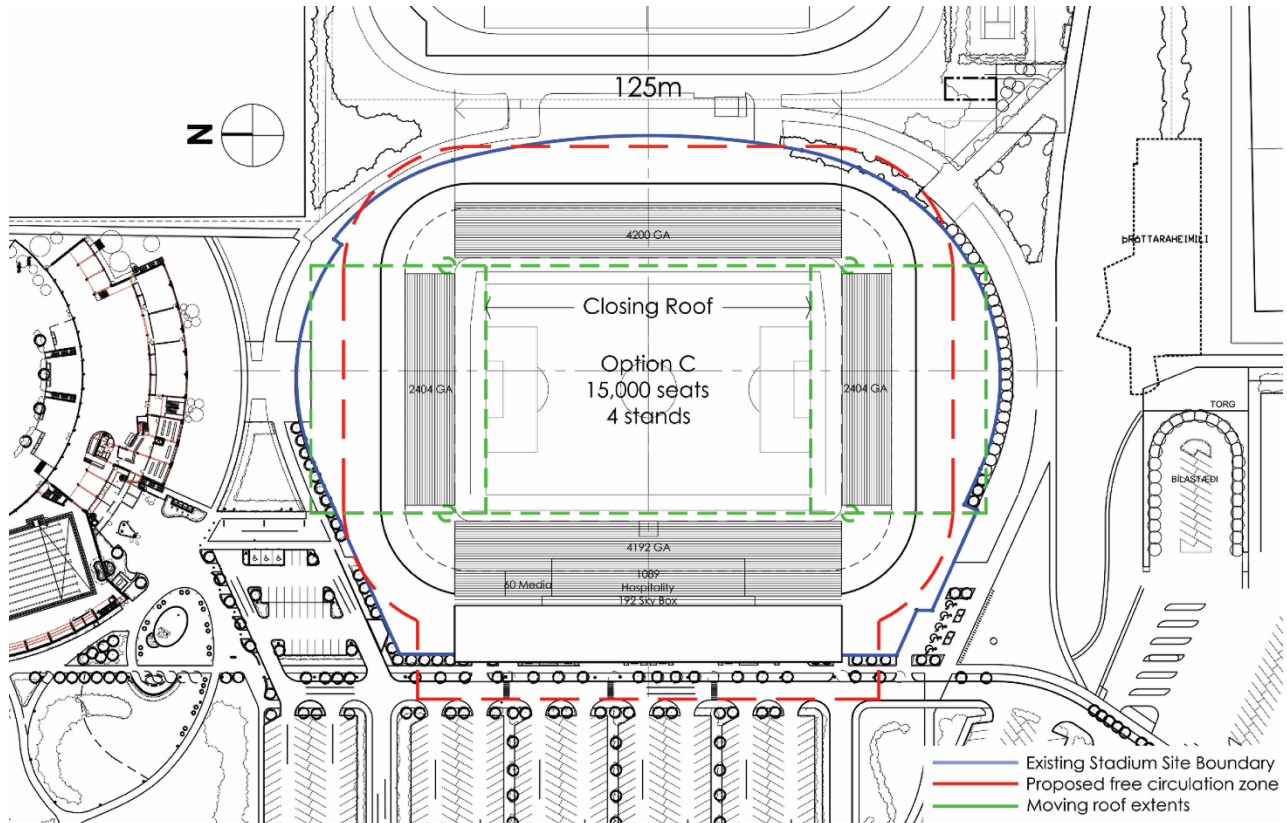 125m
N
4200 GA
Closing Roof
Option C
15,000 seats
4 stands
2404 GA
2404 GA
4192 GA
1089
Hospitality
60 Media
192 Sky Box
ÞRÓTTARAHEIMILI
TORG
BÍLASTÆÐI
Existing Stadium Site Boundary
Proposed free circulation zone
Moving roof extents